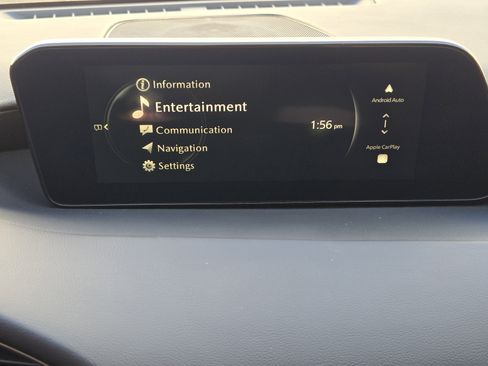 Information
Entertainment
Communication
Navigation
Settings
1:56 pm
Android Auto
Apple CarPlay